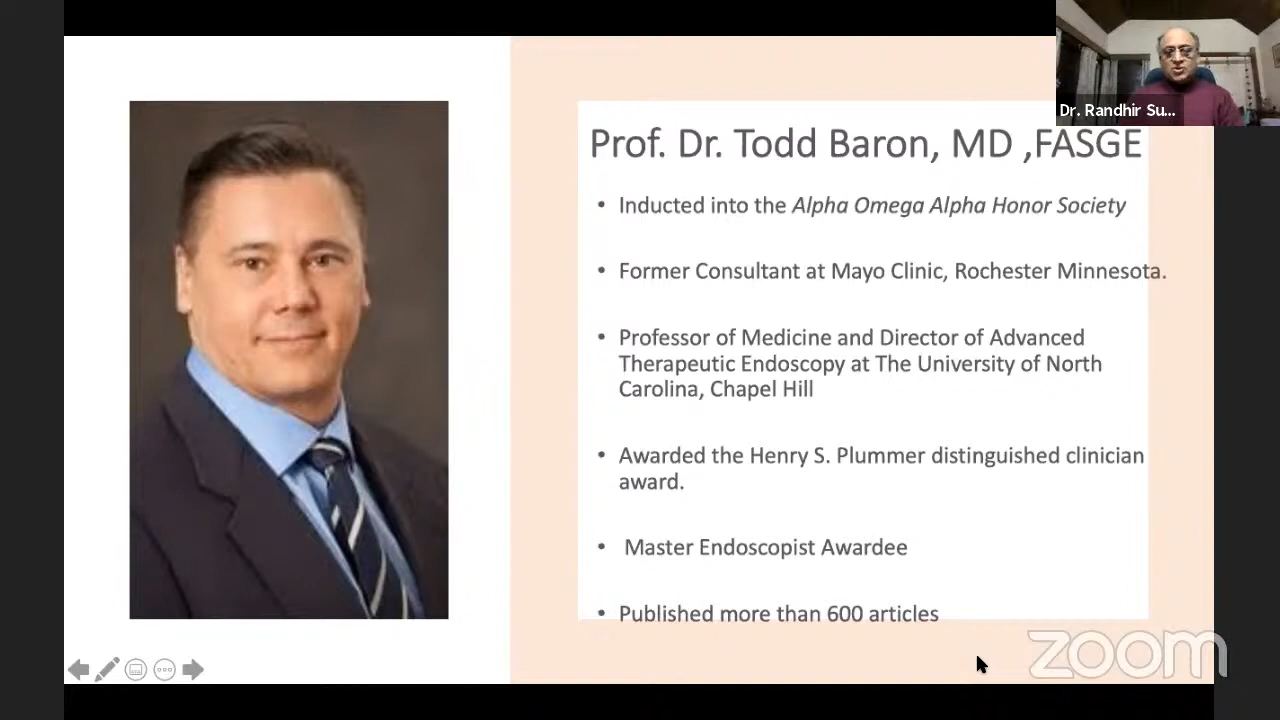 Dr. Randhir Su...
Prof. Dr. Todd Baron, MD ,FASGE
• Inducted into the Alpha Omega Alpha Honor Society
• Former Consultant at Mayo Clinic, Rochester Minnesota.
• Professor of Medicine and Director of Advanced
Therapeutic Endoscopy at The University of North
Carolina, Chapel Hill
• Awarded the Henry S. Plummer distinguished clinician
award.
• Master Endoscopist Awardee
• Published more than 600 articles
zoom